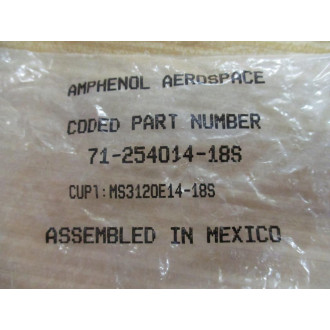 AMPHENOL AEROSPACE
CODED PART NUMBER
71-254014-18S
CUP1:MS3120E14-18S
ASSEMBLED IN MEXICO